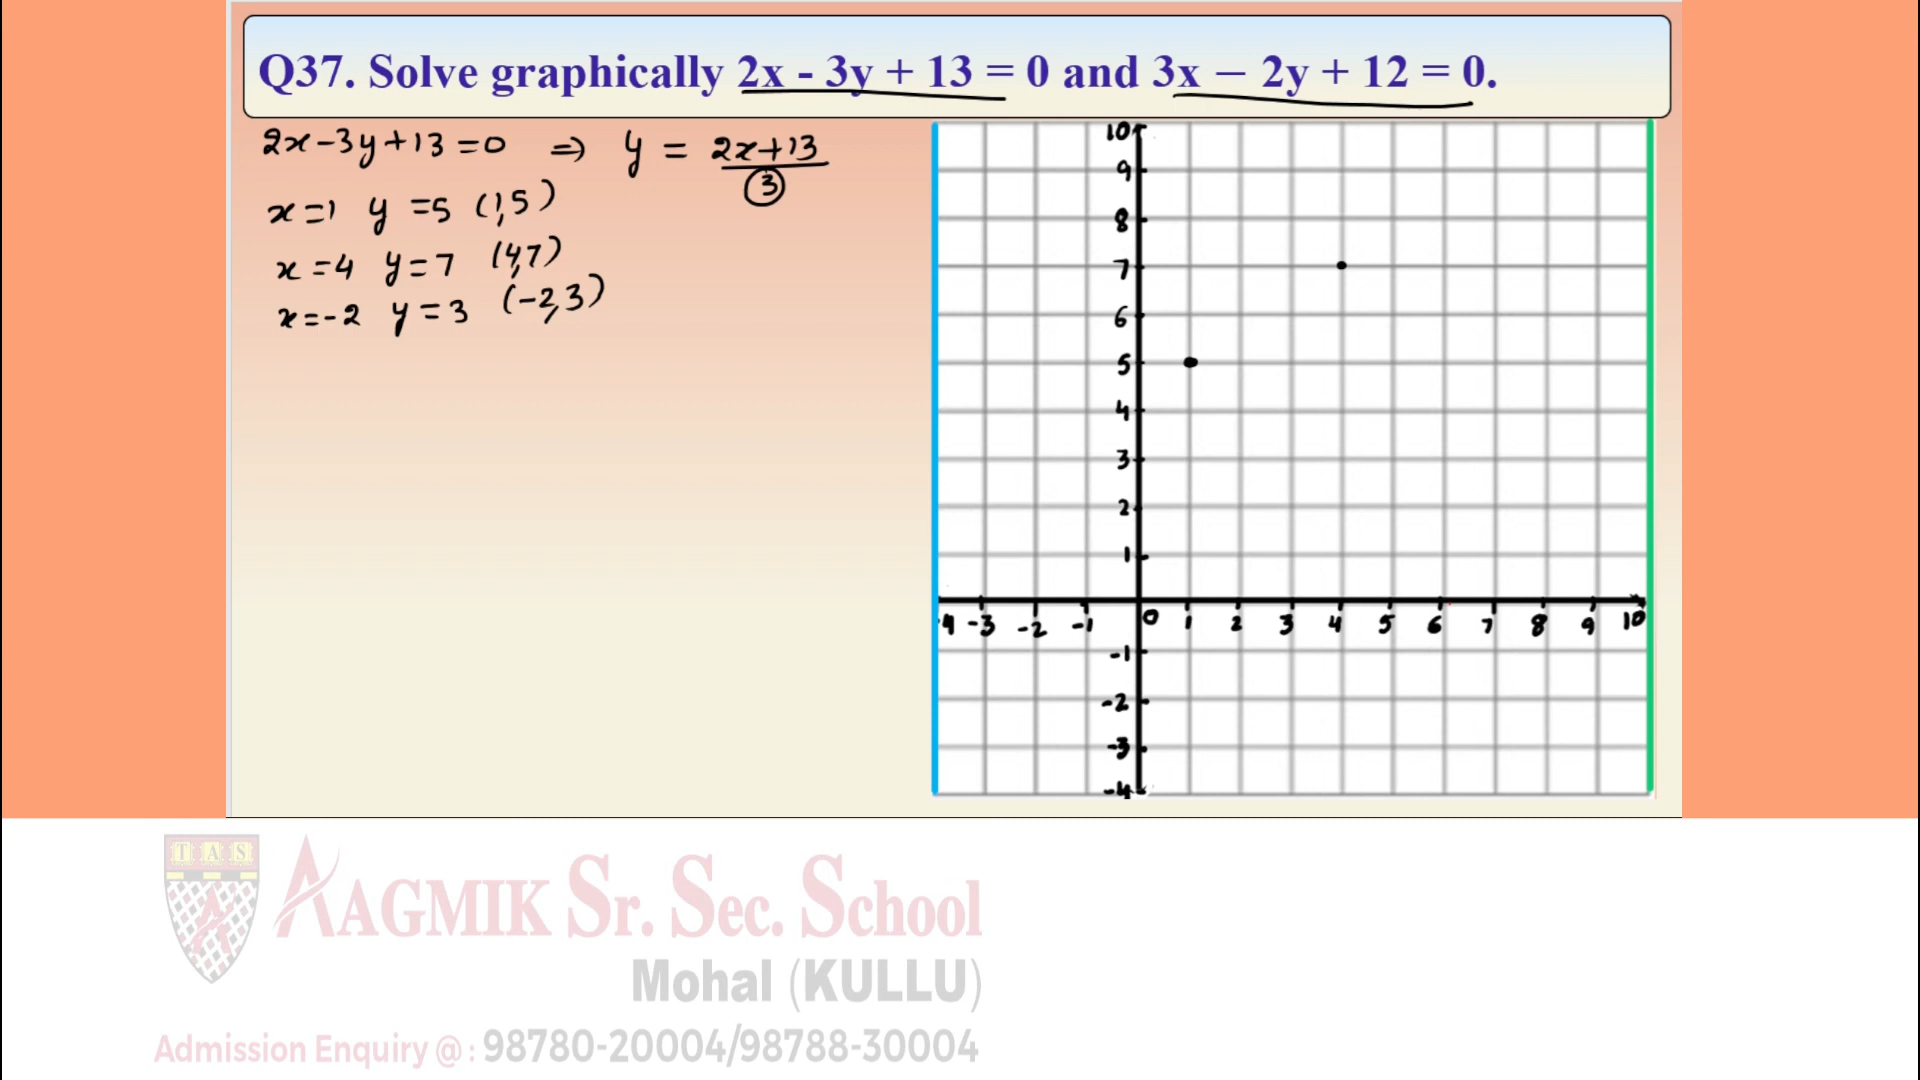 Q37. Solve graphically 2x - 3y + 13 = 0 and 3x – 2y + 12 = 0.
2x-3y+13=0 ⇒ y = 2x+13
3
x=1 y=5 (1,5)
x=4 y=7 (4,7)
x=-2 y=3 (-2,3)
10
9
8
7
6
5
4
3
2
1
-4 -3 -2 -1 0 1 2 3 4 5 6 7 8 9 10
-1
-2
-3
-4
TAS
AAGMIK Sr. Sec. School
Mohal (KULLU)
Admission Enquiry @ : 98780-20004/98788-30004